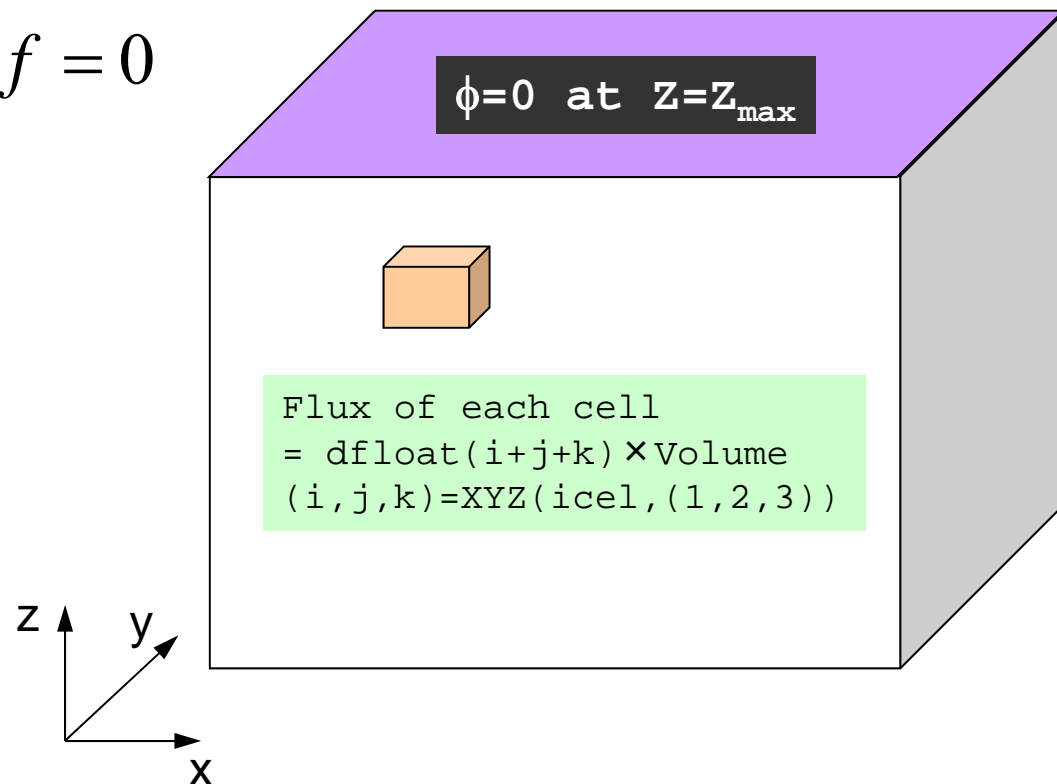 f = 0
ϕ=0 at Z=Zmax
Flux of each cell
= dfloat(i+j+k)×Volume
(i,j,k)=XYZ(icel,(1,2,3))
z
y
x